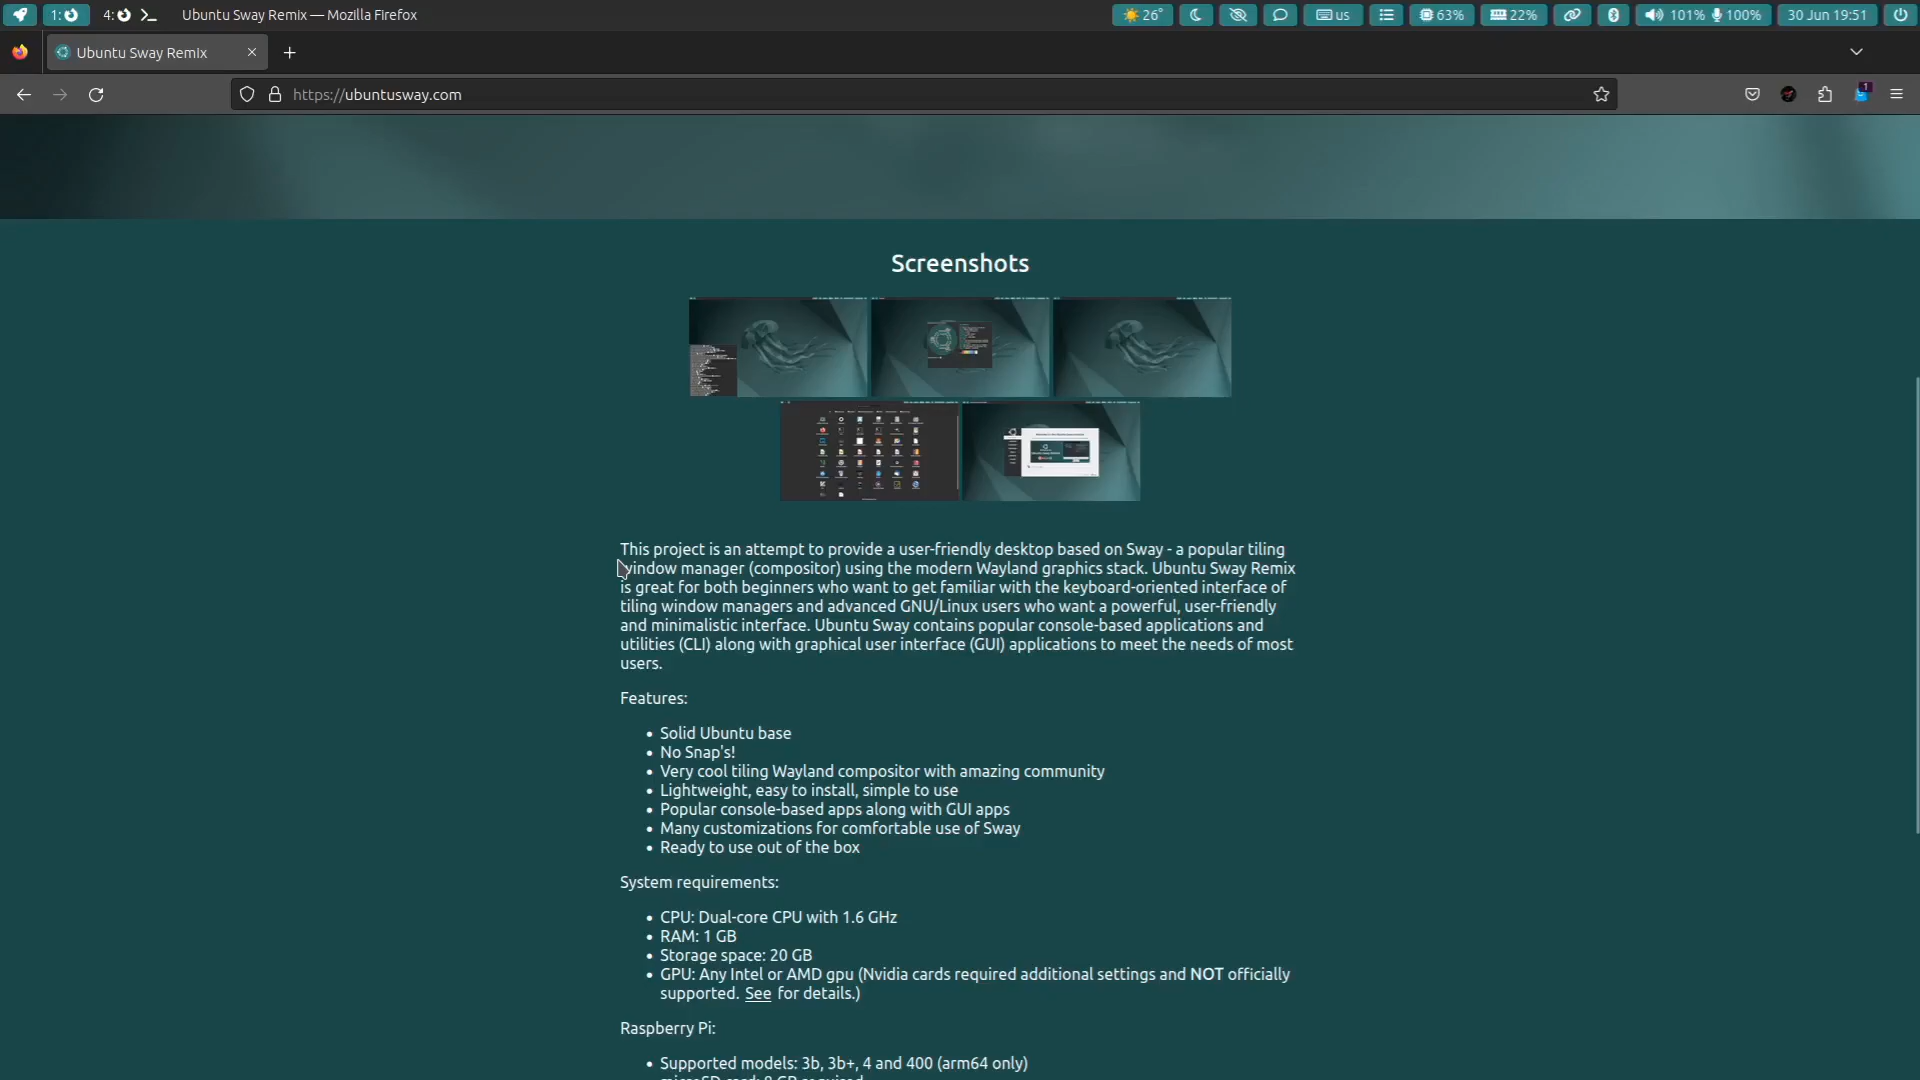 1:
4:
Ubuntu Sway Remix — Mozilla Firefox
26°
us
63%
22%
101%
100%
30 Jun 19:51
Ubuntu Sway Remix
https://ubuntusway.com
1
Screenshots
This project is an attempt to provide a user-friendly desktop based on Sway - a popular tiling
window manager (compositor) using the modern Wayland graphics stack. Ubuntu Sway Remix
is great for both beginners who want to get familiar with the keyboard-oriented interface of
tiling window managers and advanced GNU/Linux users who want a powerful, user-friendly
and minimalistic interface. Ubuntu Sway contains popular console-based applications and
utilities (CLI) along with graphical user interface (GUI) applications to meet the needs of most
users.
Features:
• Solid Ubuntu base
• No Snap's!
• Very cool tiling Wayland compositor with amazing community
• Lightweight, easy to install, simple to use
• Popular console-based apps along with GUI apps
• Many customizations for comfortable use of Sway
• Ready to use out of the box
System requirements:
• CPU: Dual-core CPU with 1.6 GHz
• RAM: 1 GB
• Storage space: 20 GB
• GPU: Any Intel or AMD gpu (Nvidia cards required additional settings and NOT officially
supported. See for details.)
Raspberry Pi:
• Supported models: 3b, 3b+, 4 and 400 (arm64 only)
• microSD card: 8 GB required